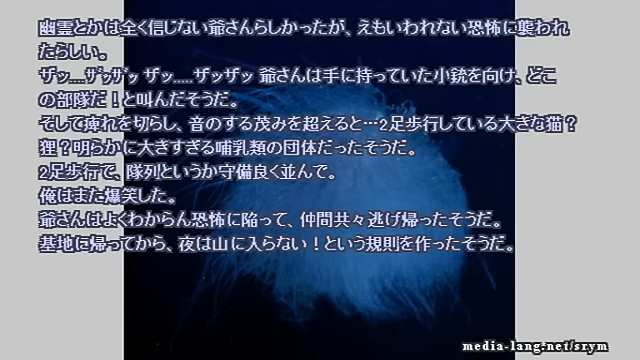 幽霊とかは全く信じない爺さんらしかったが、えもいわれない恐怖に襲われ
たらしい。
ザッ....ザッザッ ザッ.....ザッザッ 爺さんは手に持っていた小銃を向け、どこ
の部隊だ！と叫んだそうだ。
そして痺れを切らし、音のする茂みを超えると…2足歩行している大きな猫？
狸？明らかに大きすぎる哺乳類の団体だったそうだ。
2足歩行で、隊列というか守備良く並んで。
俺はまた爆笑した。
爺さんはよくわからん恐怖に陥って、仲間共々逃げ帰ったそうだ。
基地に帰ってから、夜は山に入らない！という規則を作ったそうだ。
media-lang.net/srym